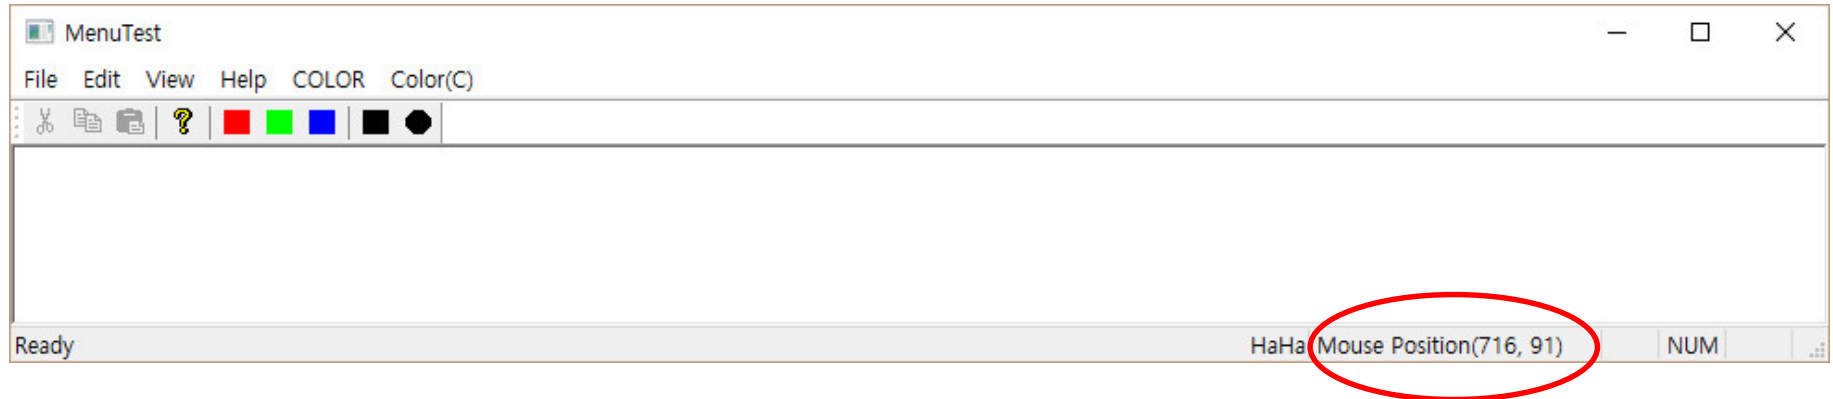 MenuTest
File Edit View Help COLOR Color(C)
Ready HaHa Mouse Position(716, 91) NUM